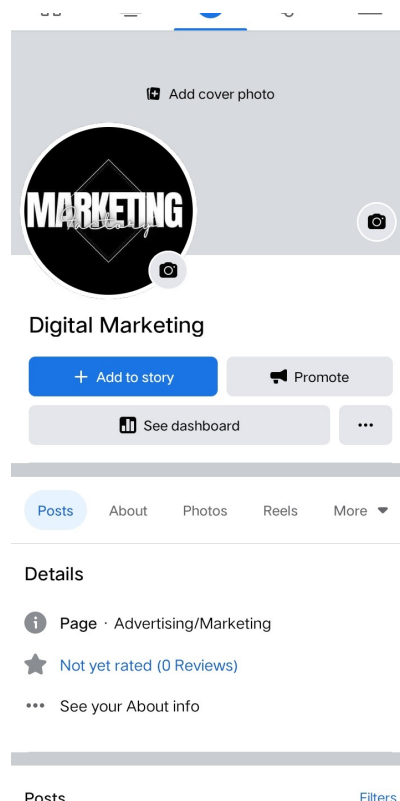 Add cover photo
MARKETING
Factory
Digital Marketing
+ Add to story
Promote
See dashboard
Posts
About
Photos
Reels
More
Details
Page · Advertising/Marketing
Not yet rated (0 Reviews)
See your About info
Posts
Filters